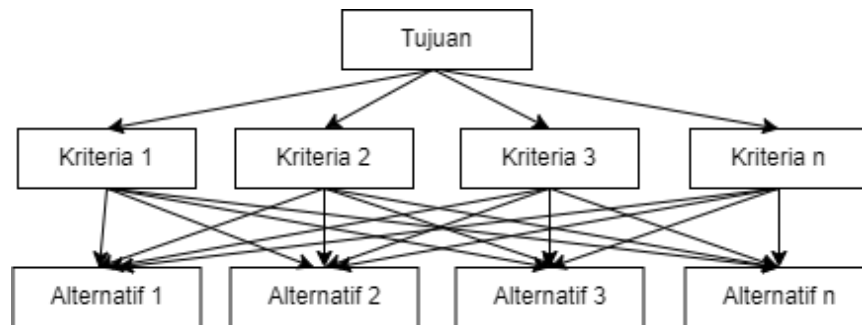 Tujuan
Kriteria 1
Kriteria 2
Kriteria 3
Kriteria n
Alternatif 1
Alternatif 2
Alternatif 3
Alternatif n